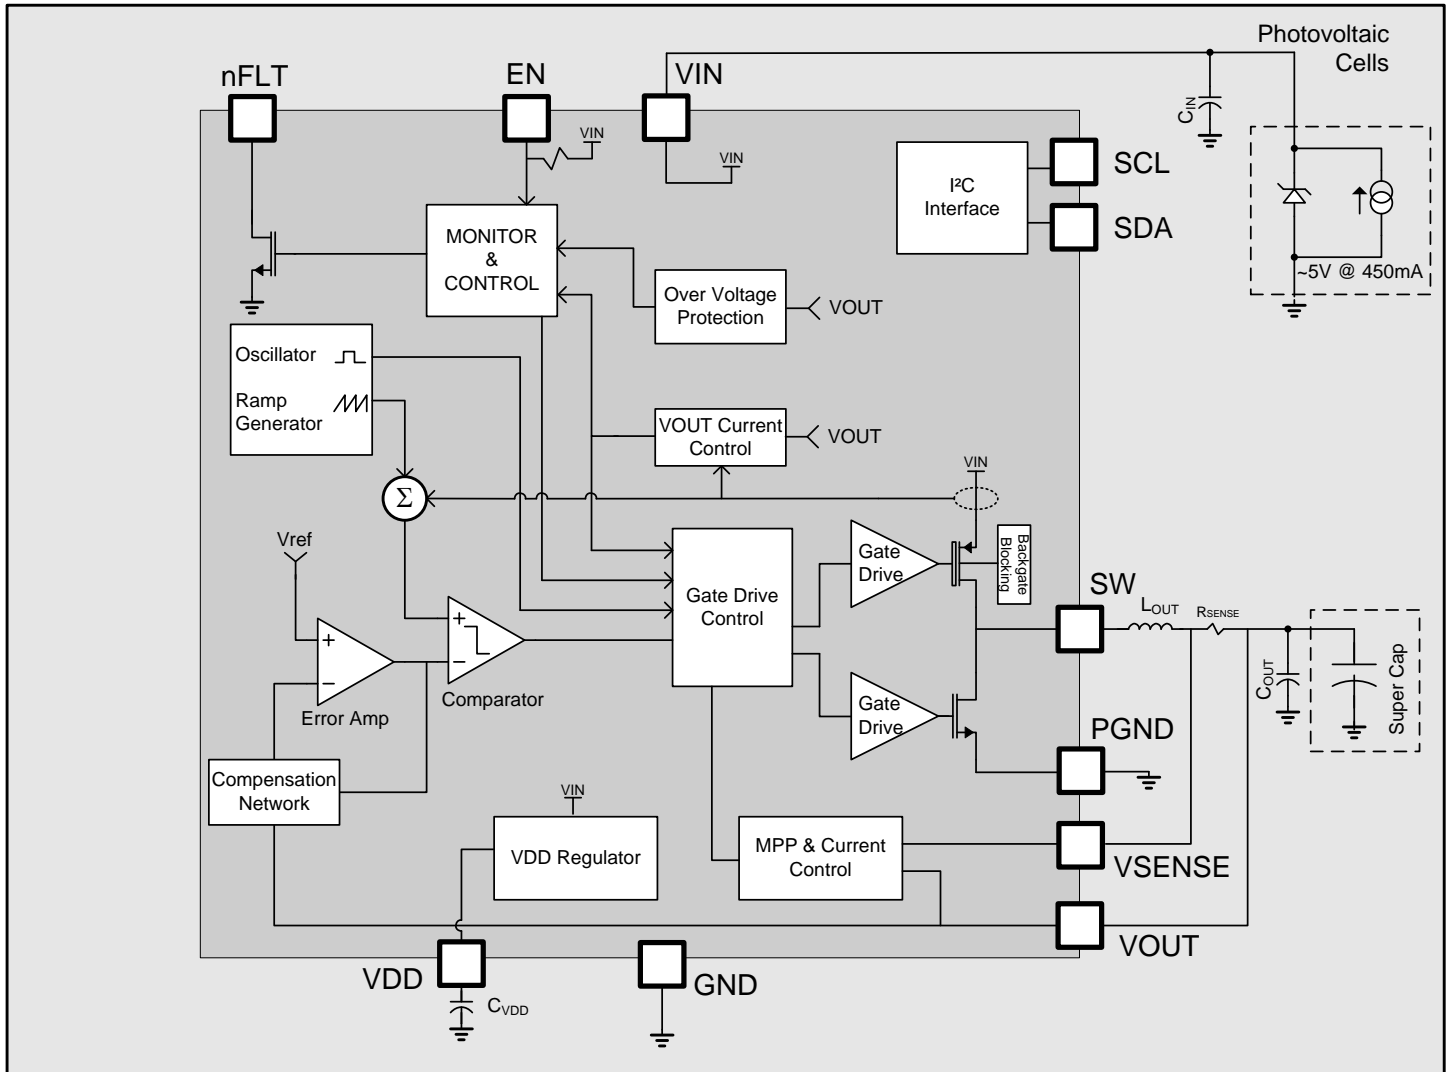 Photovoltaic
Cells
nFLT
EN
VIN
CIN
VIN
VIN
SCL
I²C
Interface
SDA
MONITOR
&
CONTROL
~5V @ 450mA
Over Voltage
Protection
VOUT
Oscillator
Ramp
Generator
VOUT Current
Control
VOUT
VIN
Σ
Vref
Gate
Drive
Backgate
Blocking
SW
LOUT
RSENSE
Gate Drive
Control
+
−
+
−
Comparator
Error Amp
Gate
Drive
COUT
Super Cap
PGND
Compensation
Network
VIN
VDD Regulator
MPP & Current
Control
VSENSE
VOUT
VDD
GND
CVDD